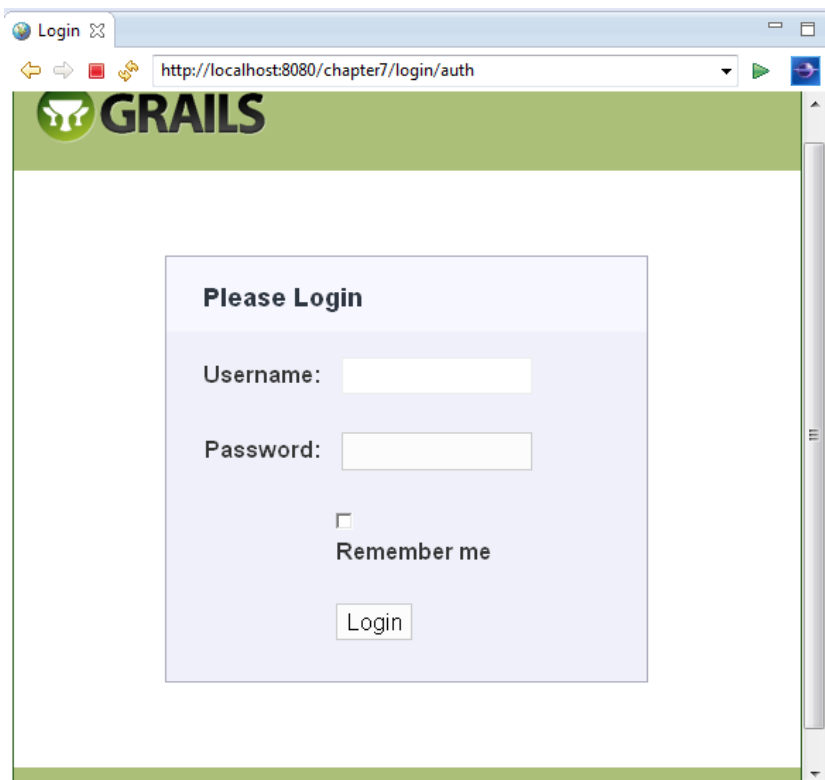 Login
http://localhost:8080/chapter7/login/auth
GRAILS
Please Login
Username:
Password:
Remember me
Login